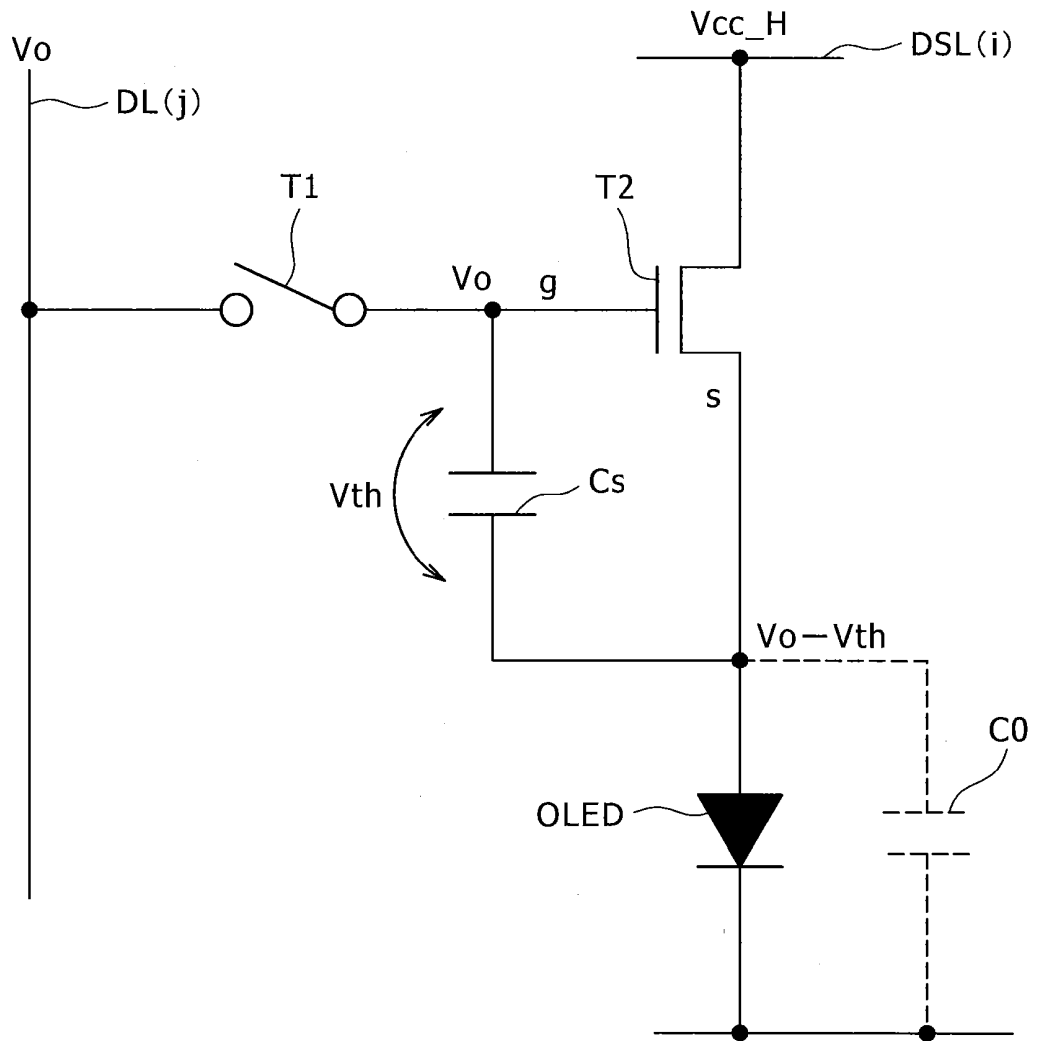 Vcc_H
DSL(i)
Vo
DL(j)
T1
T2
Vo
g
s
Vth
Cs
Vo−Vth
C0
OLED